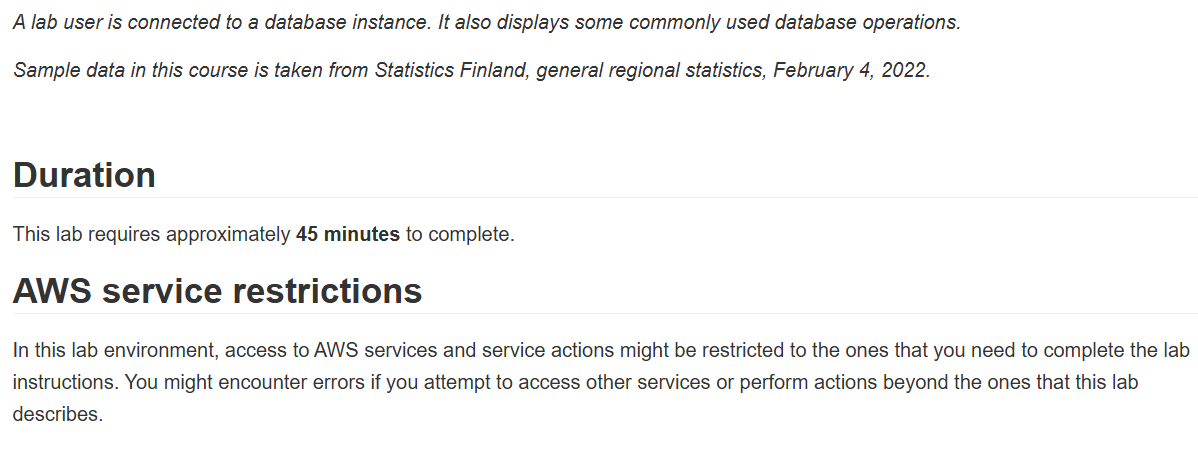 A lab user is connected to a database instance. It also displays some commonly used database operations.
Sample data in this course is taken from Statistics Finland, general regional statistics, February 4, 2022.
Duration
This lab requires approximately 45 minutes to complete.
AWS service restrictions
In this lab environment, access to AWS services and service actions might be restricted to the ones that you need to complete the lab
instructions. You might encounter errors if you attempt to access other services or perform actions beyond the ones that this lab
describes.